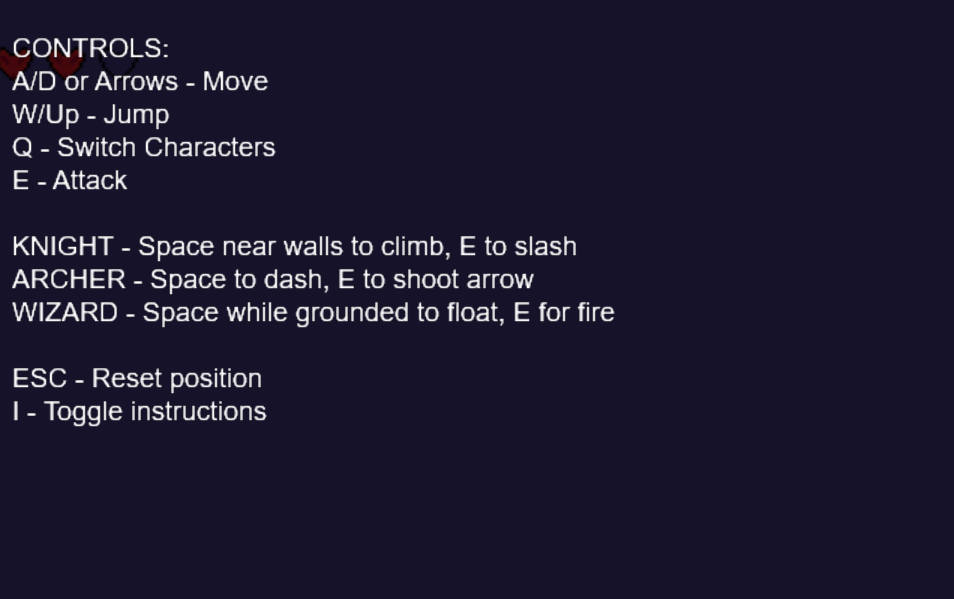 CONTROLS:
A/D or Arrows - Move
W/Up - Jump
Q - Switch Characters
E - Attack
KNIGHT - Space near walls to climb, E to slash
ARCHER - Space to dash, E to shoot arrow
WIZARD - Space while grounded to float, E for fire
ESC - Reset position
I - Toggle instructions